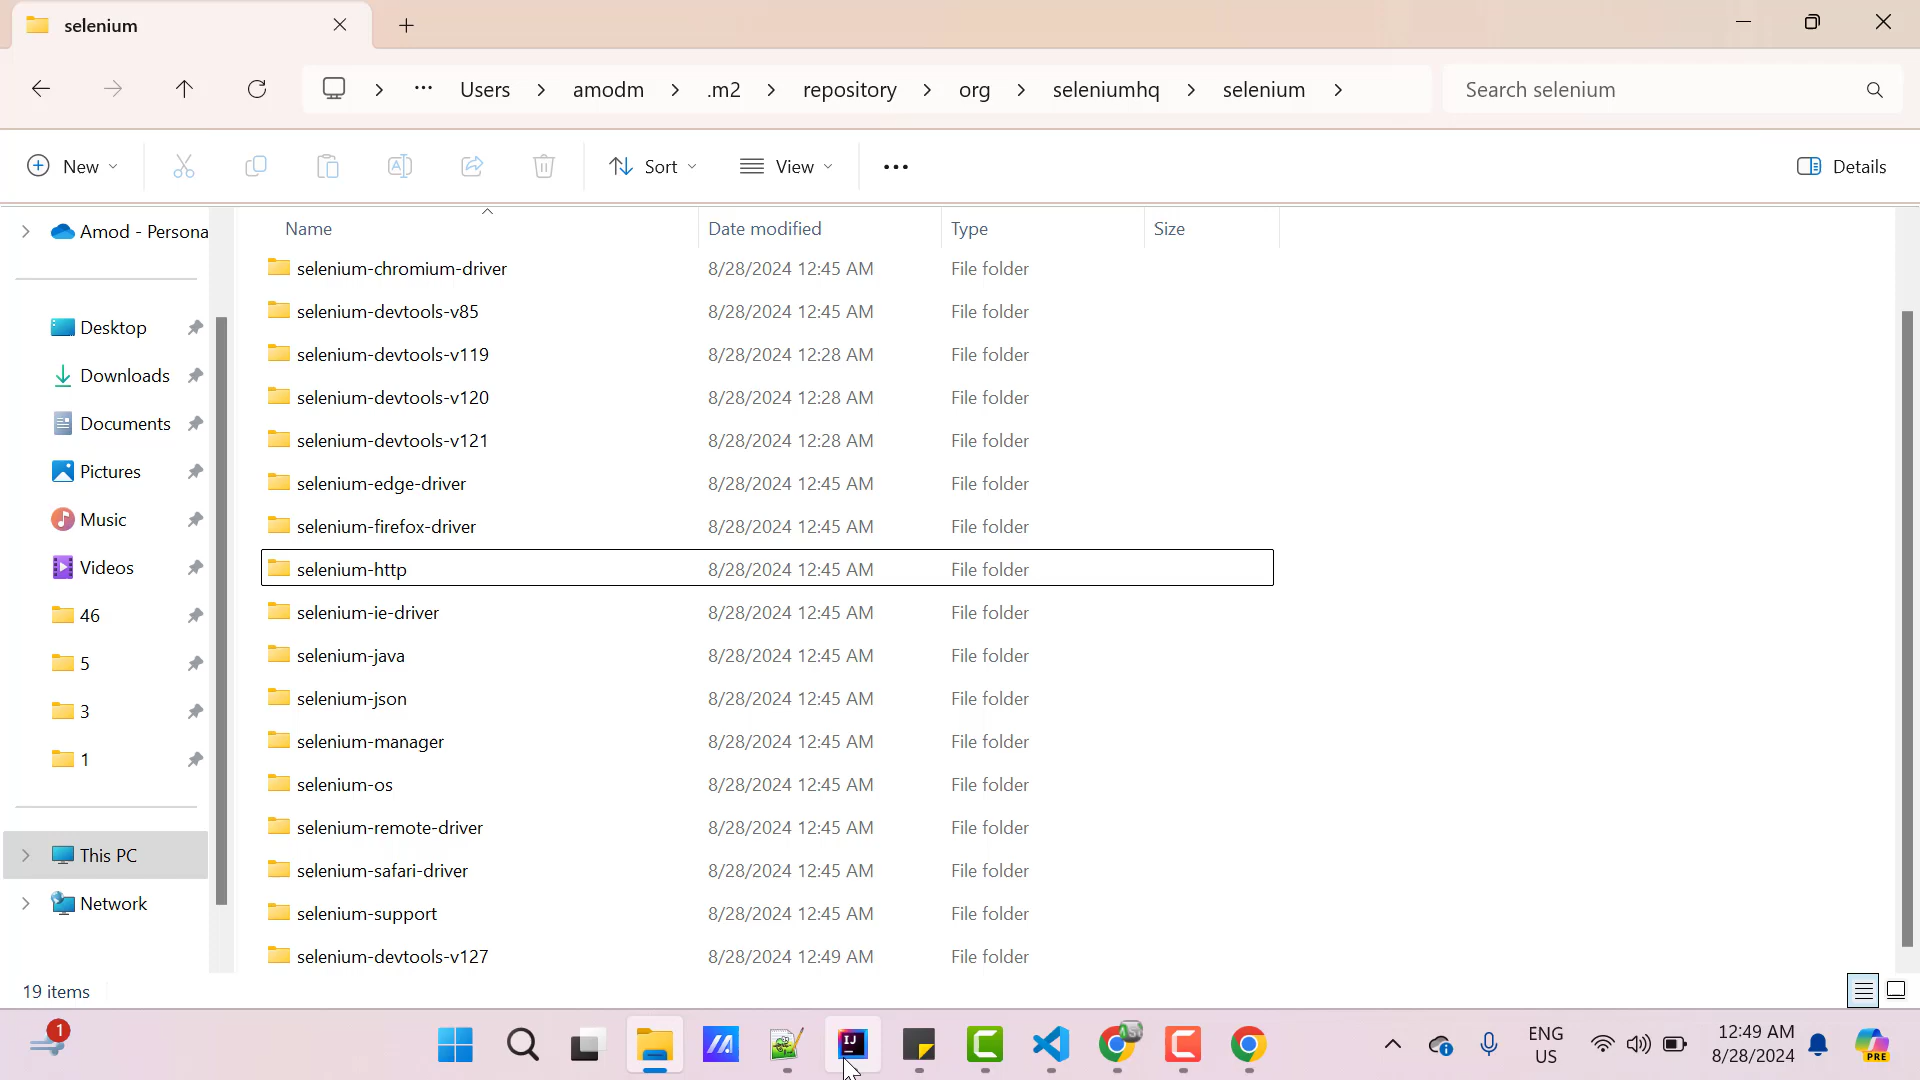 selenium
Users
amodm
.m2
repository
org
seleniumhq
selenium
Search selenium
New
Sort
View
Details
Amod - Persona
Desktop
Downloads
Documents
Pictures
Music
Videos
46
5
3
1
This PC
Network
Name Date modified Type Size
selenium-chromium-driver 8/28/2024 12:45 AM File folder
selenium-devtools-v85 8/28/2024 12:45 AM File folder
selenium-devtools-v119 8/28/2024 12:28 AM File folder
selenium-devtools-v120 8/28/2024 12:28 AM File folder
selenium-devtools-v121 8/28/2024 12:28 AM File folder
selenium-edge-driver 8/28/2024 12:45 AM File folder
selenium-firefox-driver 8/28/2024 12:45 AM File folder
selenium-http 8/28/2024 12:45 AM File folder
selenium-ie-driver 8/28/2024 12:45 AM File folder
selenium-java 8/28/2024 12:45 AM File folder
selenium-json 8/28/2024 12:45 AM File folder
selenium-manager 8/28/2024 12:45 AM File folder
selenium-os 8/28/2024 12:45 AM File folder
selenium-remote-driver 8/28/2024 12:45 AM File folder
selenium-safari-driver 8/28/2024 12:45 AM File folder
selenium-support 8/28/2024 12:45 AM File folder
selenium-devtools-v127 8/28/2024 12:49 AM File folder
19 items
1
IJ
ENG
US
12:49 AM
8/28/2024
PRE